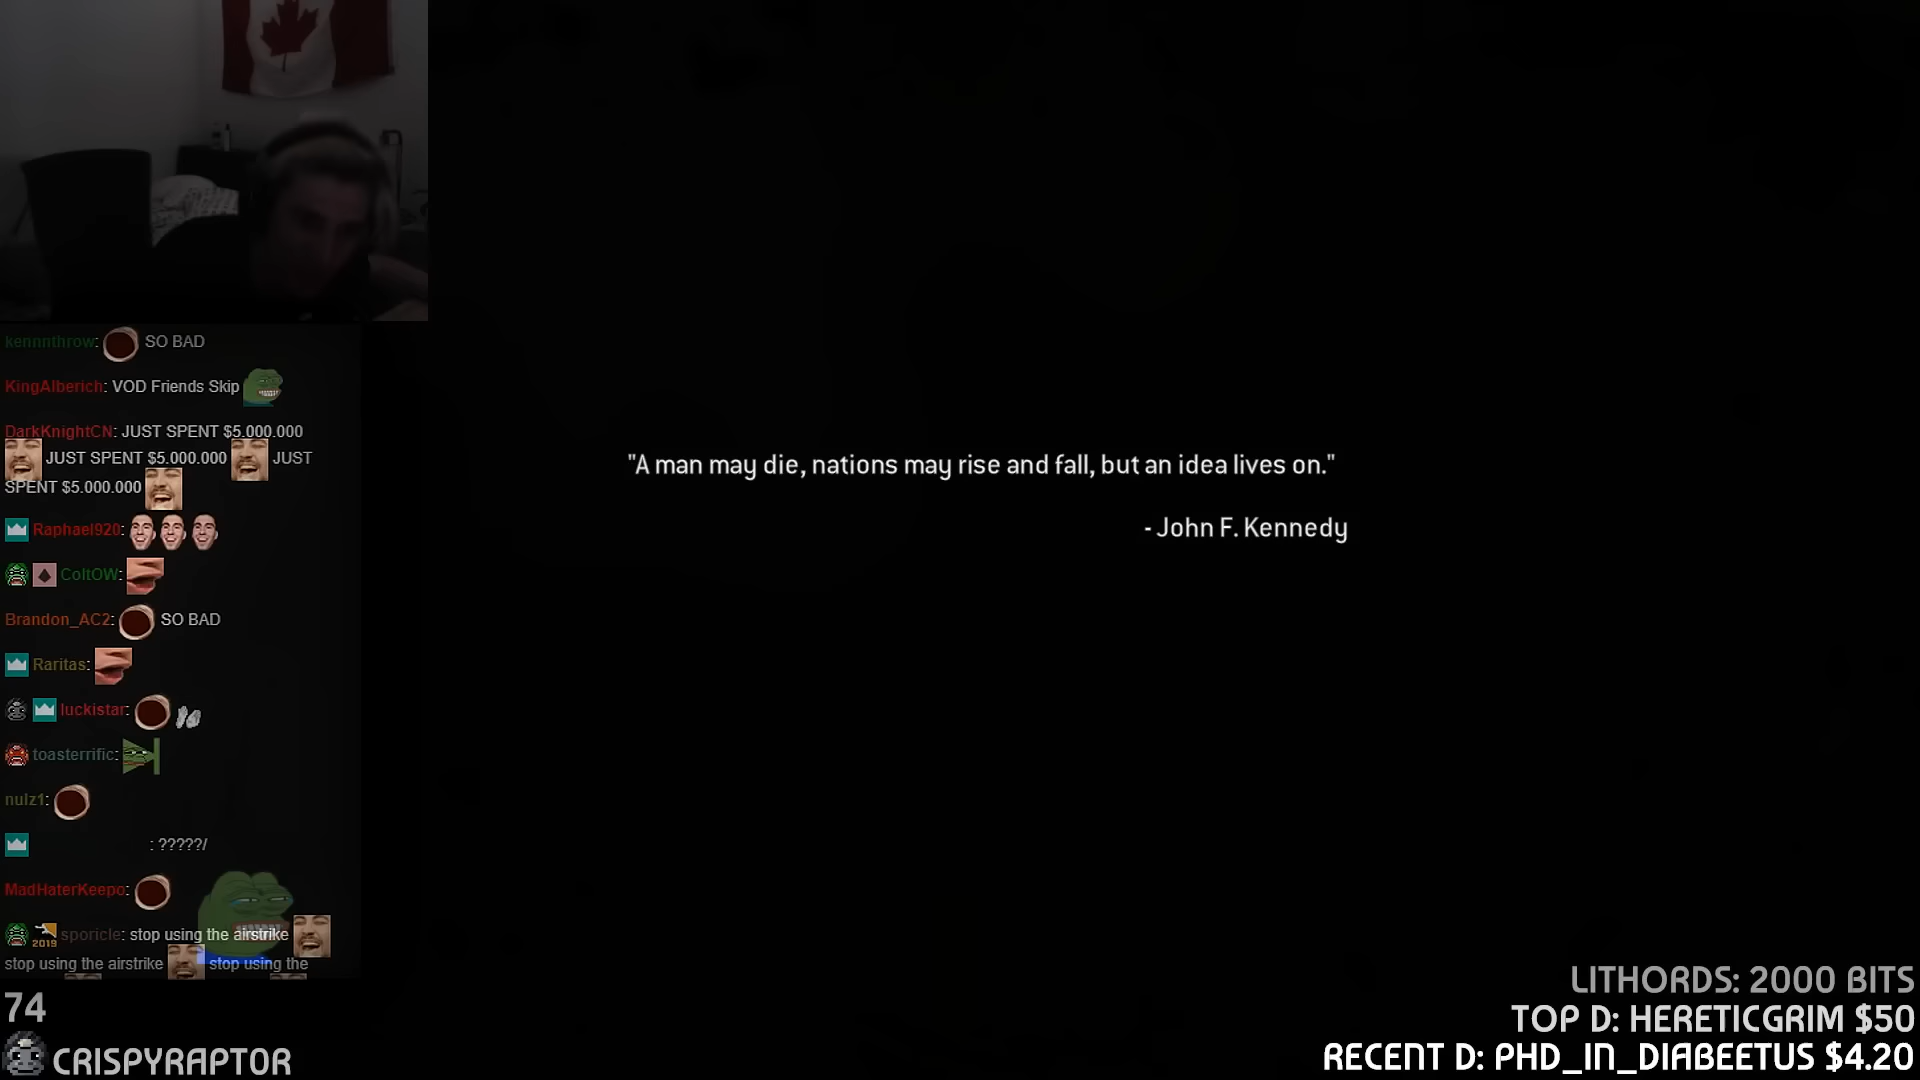 kennnthrow: SO BAD
KingAlberich: VOD Friends Skip
DarkKnightCN: JUST SPENT $5.000.000
JUST SPENT $5.000.000 JUST
SPENT $5.000.000
Raphael920:
ColtOW:
Brandon_AC2: SO BAD
Raritas:
luckistar:
toasterrific:
nulz1:
: ?????/
MadHaterKeepo:
2019 sporicle: stop using the airstrike
stop using the airstrike stop using the
74
CRISPYRAPTOR
"A man may die, nations may rise and fall, but an idea lives on."
- John F. Kennedy
LITHORDS: 2000 BITS
TOP D: HERETICGRIM $50
RECENT D: PHD_IN_DIABEETUS $4.20